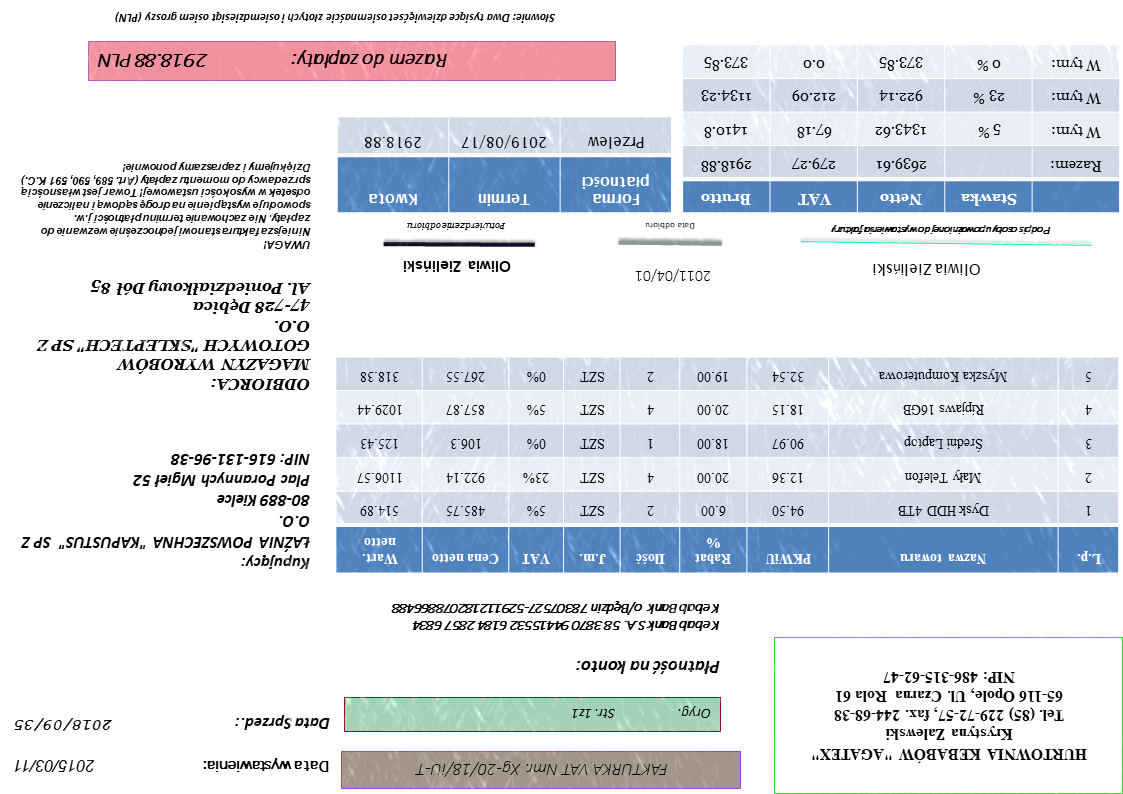 HURTOWNIA KEBABÓW "AGATEX"
Krystyna Zalewski
Tel. (85) 229-72-57, fax. 244-68-38
65-116 Opole, Ul. Czarna Rola 61
NIP: 486-315-62-47
FAKTURKA VAT Nmr. Xg-20/18/iU-T
Data wystawienia: 2015/03/11
Oryg. Str. 1z1
Data Sprzed.: 2018/09/35
Płatność na konto:
Kebab Bank S.A. 58 3870 9441 5532 6184 2857 6834
Kebab Bank o/Będzin 78307527-529112182078866488
L.p. Nazwa towaru PKWiU Rabat % Ilość J.m. VAT Cena netto Wart. netto
1 Dysk HDD 4TB 94.50 6.00 2 SZT 5% 485.75 514.89
2 Mały Telefon 12.36 20.00 4 SZT 23% 922.14 1106.57
3 Średni Laptop 90.97 18.00 1 SZT 0% 106.3 125.43
4 Ripjaws 16GB 18.15 20.00 4 SZT 5% 857.87 1029.44
5 Myszka Komputerowa 32.54 19.00 2 SZT 0% 267.55 318.38
Kupujący:
ŁAŹNIA POWSZECHNA "KAPUSTUS" SP Z
O.O.
80-889 Kielce
Plac Porannych Mgieł 52
NIP: 616-131-96-38
ODBIORCA:
MAGAZYN WYROBÓW
GOTOWYCH "SKLEPTECH" SP Z
O.O.
47-728 Dębica
Al. Poniedziałkowy Dół 85
Oliwia Zieliński
Podpis osoby upoważnionej do wystawienia faktury
2011/04/01
Data odbioru
Oliwia Zieliński
Potwierdzenie odbioru
UWAGA!
Niniejsza faktura stanowi jednocześnie wezwanie do
zapłaty. Nie zachowanie terminu płatności j.w.
spowoduje wystąpienie na drogę sądową i naliczenie
odsetek w wysokości ustawowej! Towar jest własnością
sprzedawcy do momentu zapłaty (Art. 589, 590, 591 K.C.)
Dziękujemy i zapraszamy ponownie!
Stawka Netto VAT Brutto
Razem: 2639.61 279.27 2918.88
W tym: 5 % 1343.62 67.18 1410.8
W tym: 23 % 922.14 212.09 1134.23
W tym: 0 % 373.85 0.0 373.85
Forma płatności Termin Kwota
Przelew 2019/08/17 2918.88
Razem do zapłaty: 2918.88 PLN
Słownie: Dwa tysiące dziewięćset osiemnaście złotych i osiemdziesiąt osiem groszy (PLN)